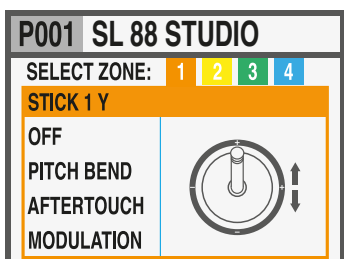 P001 SL 88 STUDIO
SELECT ZONE: 1 2 3 4
STICK 1 Y
OFF
PITCH BEND
AFTERTOUCH
MODULATION